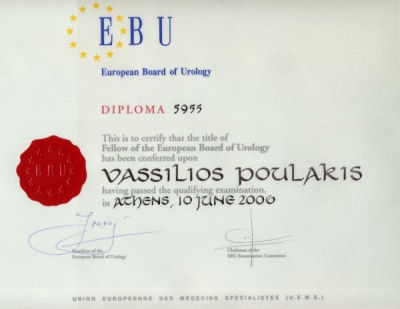 EBU
European Board of Urology
DIPLOMA 5955
This is to certify that the title of
Fellow of the European Board of Urology
has been conferred upon
VASSILIOS POULAKIS
having passed the qualifying examination,
in ATHENS, 10 JUNE 2006
EBU
President of the
European Board of Urology
Chairman of the
EBU Examination Committee
UNION EUROPEENNE DES MEDECINS SPECIALISTES (U.E.M.S.)